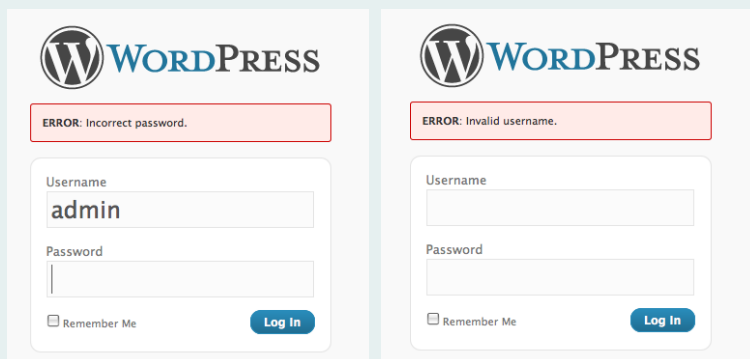 WORDPRESS
ERROR: Incorrect password.
Username
admin
Password
Remember Me
Log In
WORDPRESS
ERROR: Invalid username.
Username
Password
Remember Me
Log In